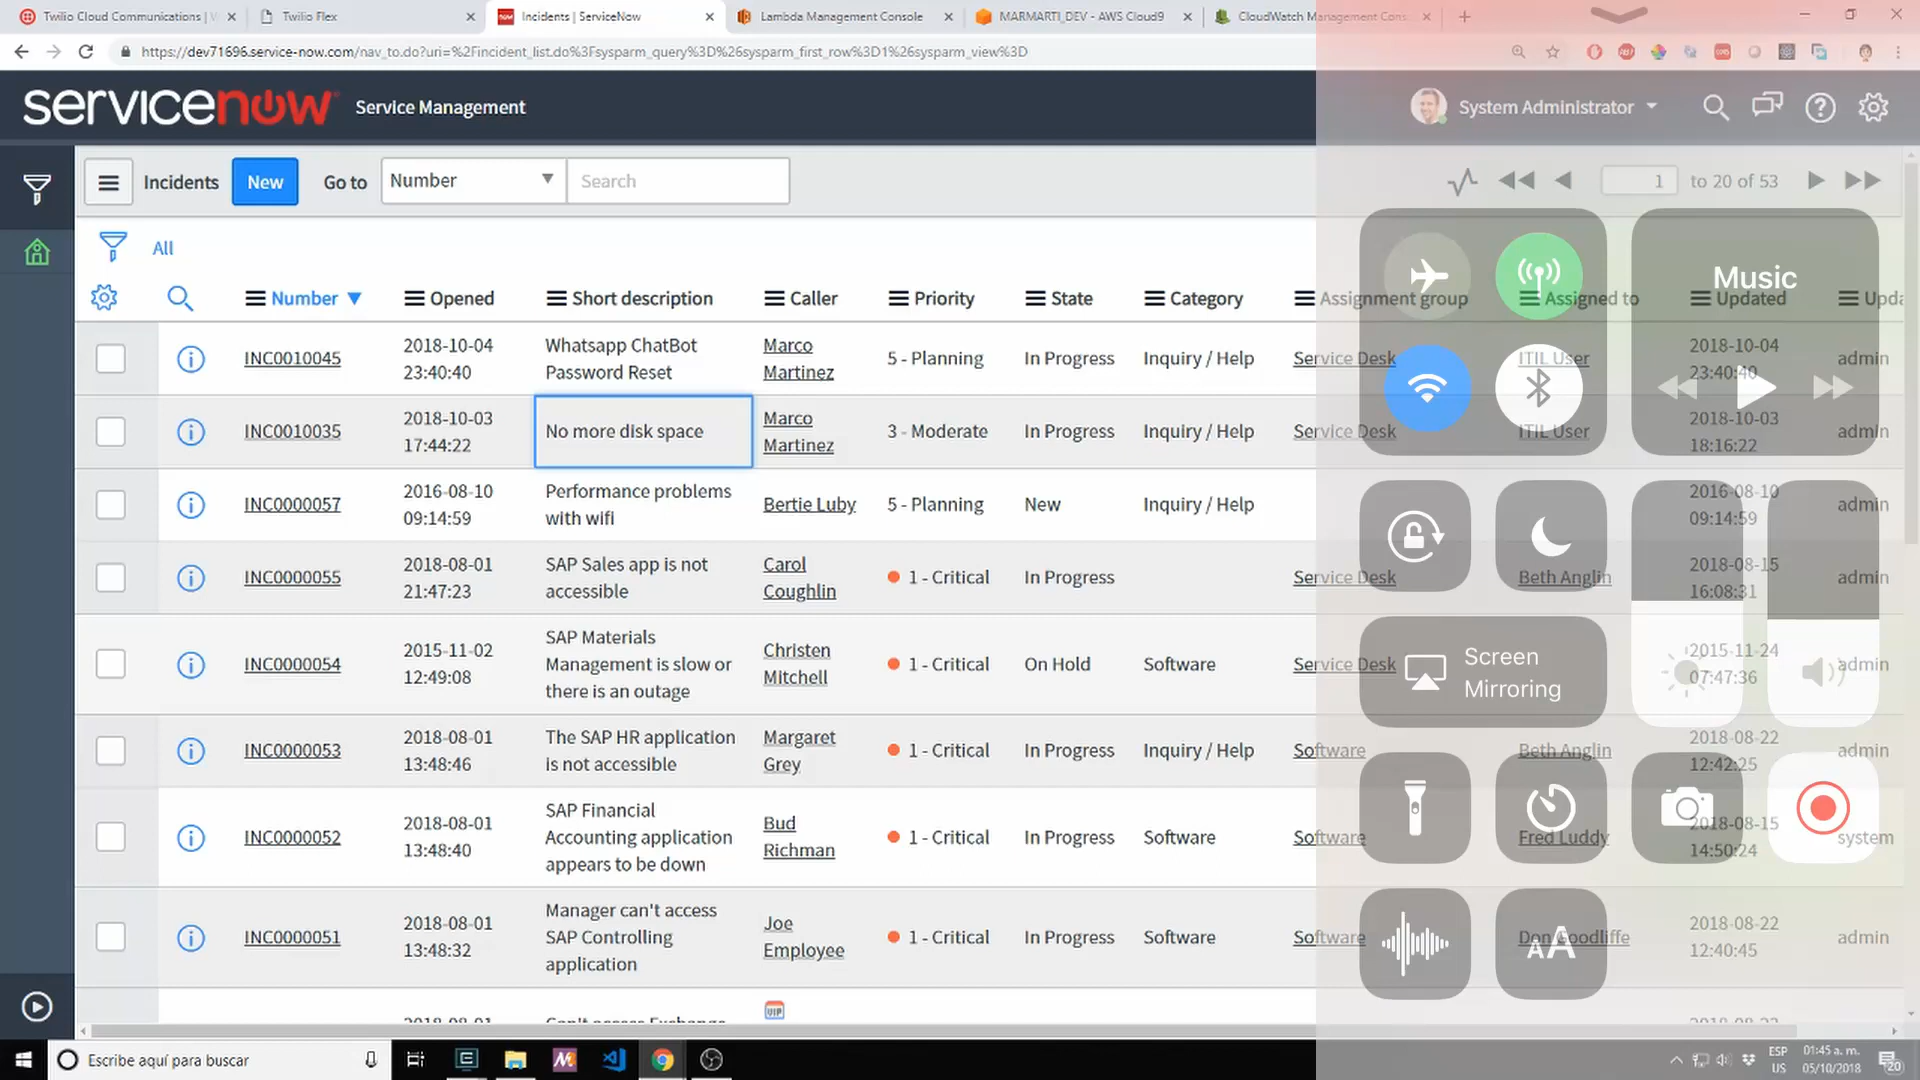 Twilio Cloud Communications |
Twilio Flex
Incidents | ServiceNow
Lambda Management Console
MARMARTI_DEV - AWS Cloud9
CloudWatch Management Cons
https://dev71696.service-now.com/nav_to.do?uri=%2Fincident_list.do%3Fsysparm_query%3D%26sysparm_first_row%3D1%26sysparm_view%3D
servicenow Service Management
System Administrator
Incidents New Go to Number Search
1 to 20 of 53
All
Music
Number Opened Short description Caller Priority State Category Assignment group Assigned to Updated Upda
INC0010045 2018-10-04 23:40:40 Whatsapp ChatBot Password Reset Marco Martinez 5 - Planning In Progress Inquiry / Help Service Desk ITIL User 2018-10-04 23:40:40 admin
INC0010035 2018-10-03 17:44:22 No more disk space Marco Martinez 3 - Moderate In Progress Inquiry / Help Service Desk ITIL User 2018-10-03 18:16:22 admin
INC0000057 2016-08-10 09:14:59 Performance problems with wifi Bertie Luby 5 - Planning New Inquiry / Help 2016-08-10 09:14:59 admin
INC0000055 2018-08-01 21:47:23 SAP Sales app is not accessible Carol Coughlin 1 - Critical In Progress Service Desk Beth Anglin 2018-08-15 16:08:31 admin
INC0000054 2015-11-02 12:49:08 SAP Materials Management is slow or there is an outage Christen Mitchell 1 - Critical On Hold Software Service Desk 2015-11-24 07:47:36 admin
Screen
Mirroring
INC0000053 2018-08-01 13:48:46 The SAP HR application is not accessible Margaret Grey 1 - Critical In Progress Inquiry / Help Software Beth Anglin 2018-08-22 12:42:25 admin
INC0000052 2018-08-01 13:48:40 SAP Financial Accounting application appears to be down Bud Richman 1 - Critical In Progress Software Software Fred Luddy 2018-08-15 14:50:24 system
INC0000051 2018-08-01 13:48:32 Manager can't access SAP Controlling application Joe Employee 1 - Critical In Progress Software Software Don Goodliffe 2018-08-22 12:40:45 admin
AA
VIP
Escribe aquí para buscar
ESP
US
01:45 a. m.
05/10/2018
20